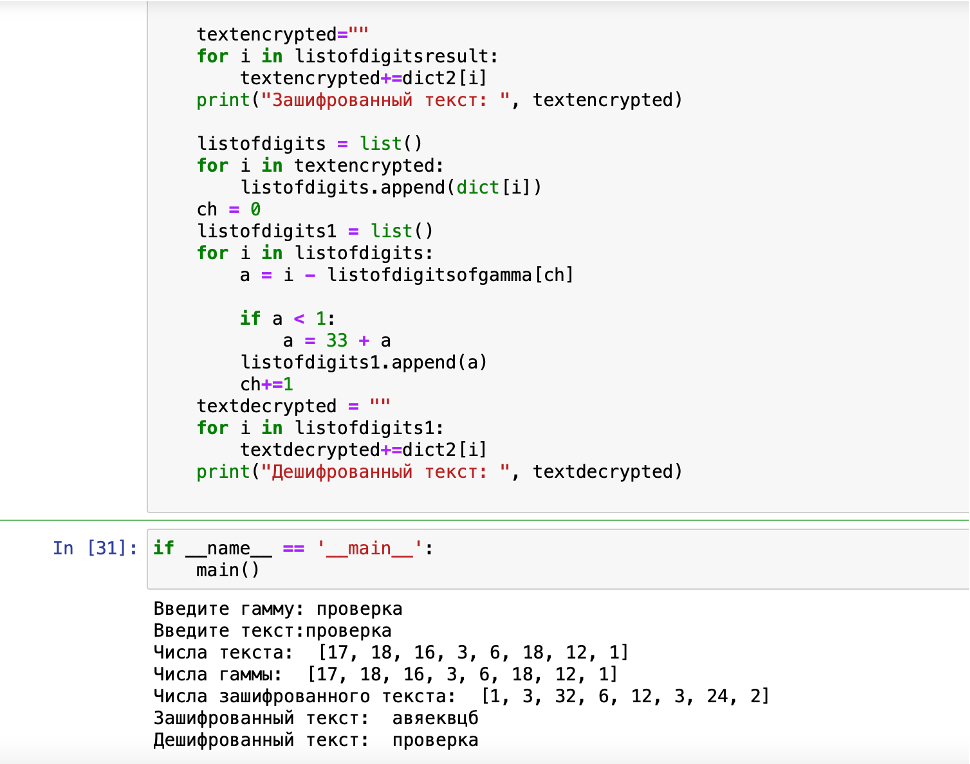 textencrypted=""
for i in listofdigitsresult:
    textencrypted+=dict2[i]
print("Зашифрованный текст: ", textencrypted)
listofdigits = list()
for i in textencrypted:
    listofdigits.append(dict[i])
ch = 0
listofdigits1 = list()
for i in listofdigits:
    a = i - listofdigitsofgamma[ch]
    if a < 1:
        a = 33 + a
    listofdigits1.append(a)
    ch+=1
textdecrypted = ""
for i in listofdigits1:
    textdecrypted+=dict2[i]
print("Дешифрованный текст: ", textdecrypted)
In [31]: if __name__ == '__main__':
    main()
Введите гамму: проверка
Введите текст:проверка
Числа текста:  [17, 18, 16, 3, 6, 18, 12, 1]
Числа гаммы:  [17, 18, 16, 3, 6, 18, 12, 1]
Числа зашифрованного текста:  [1, 3, 32, 6, 12, 3, 24, 2]
Зашифрованный текст:  авяеквцб
Дешифрованный текст:  проверка